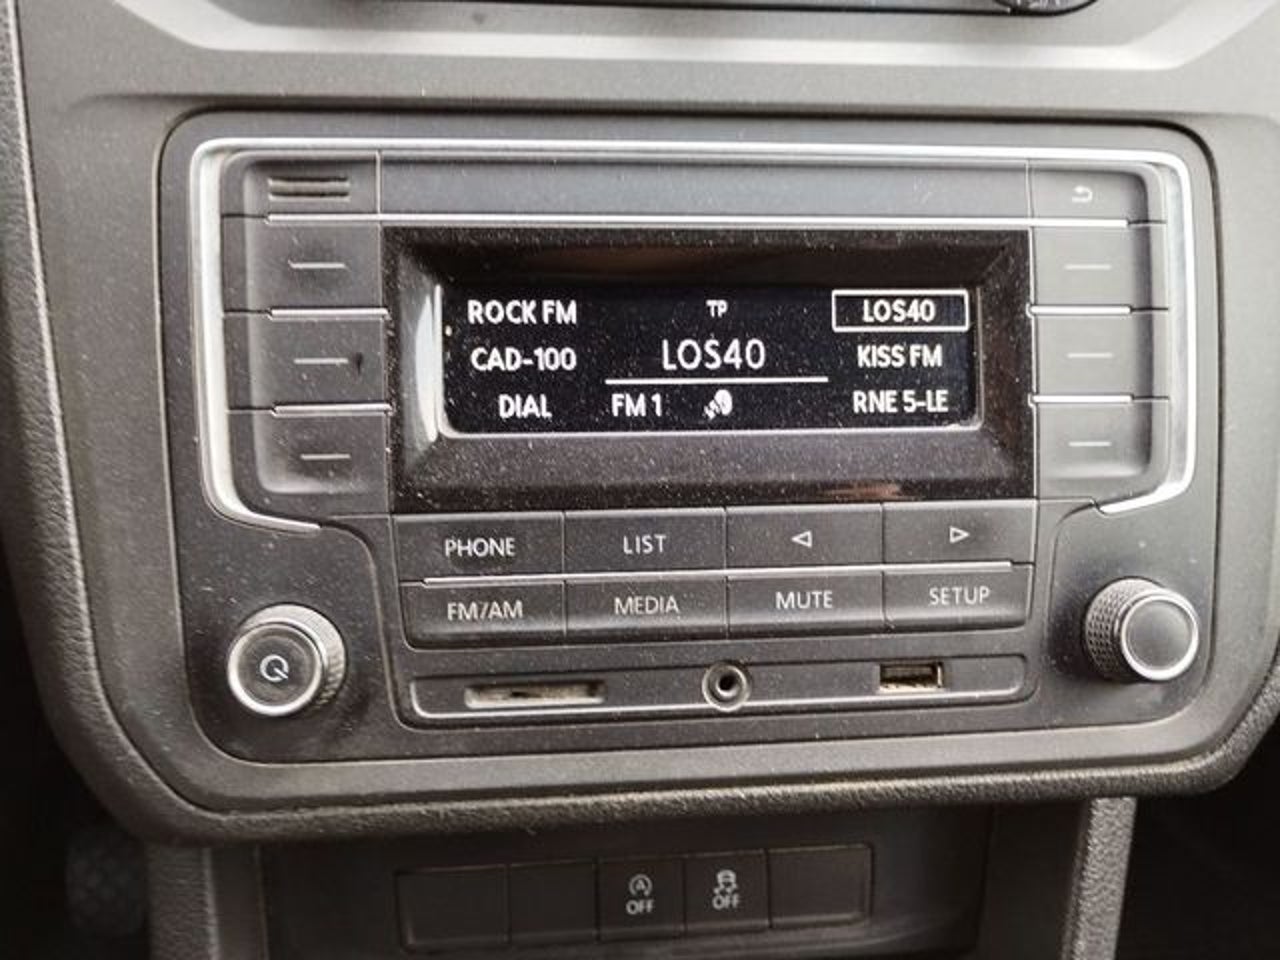 ROCK FM TP LOS40
CAD-100 LOS40 KISS FM
DIAL FM 1 RNE 5-LE
PHONE LIST
FM/AM MEDIA MUTE SETUP
A
OFF OFF